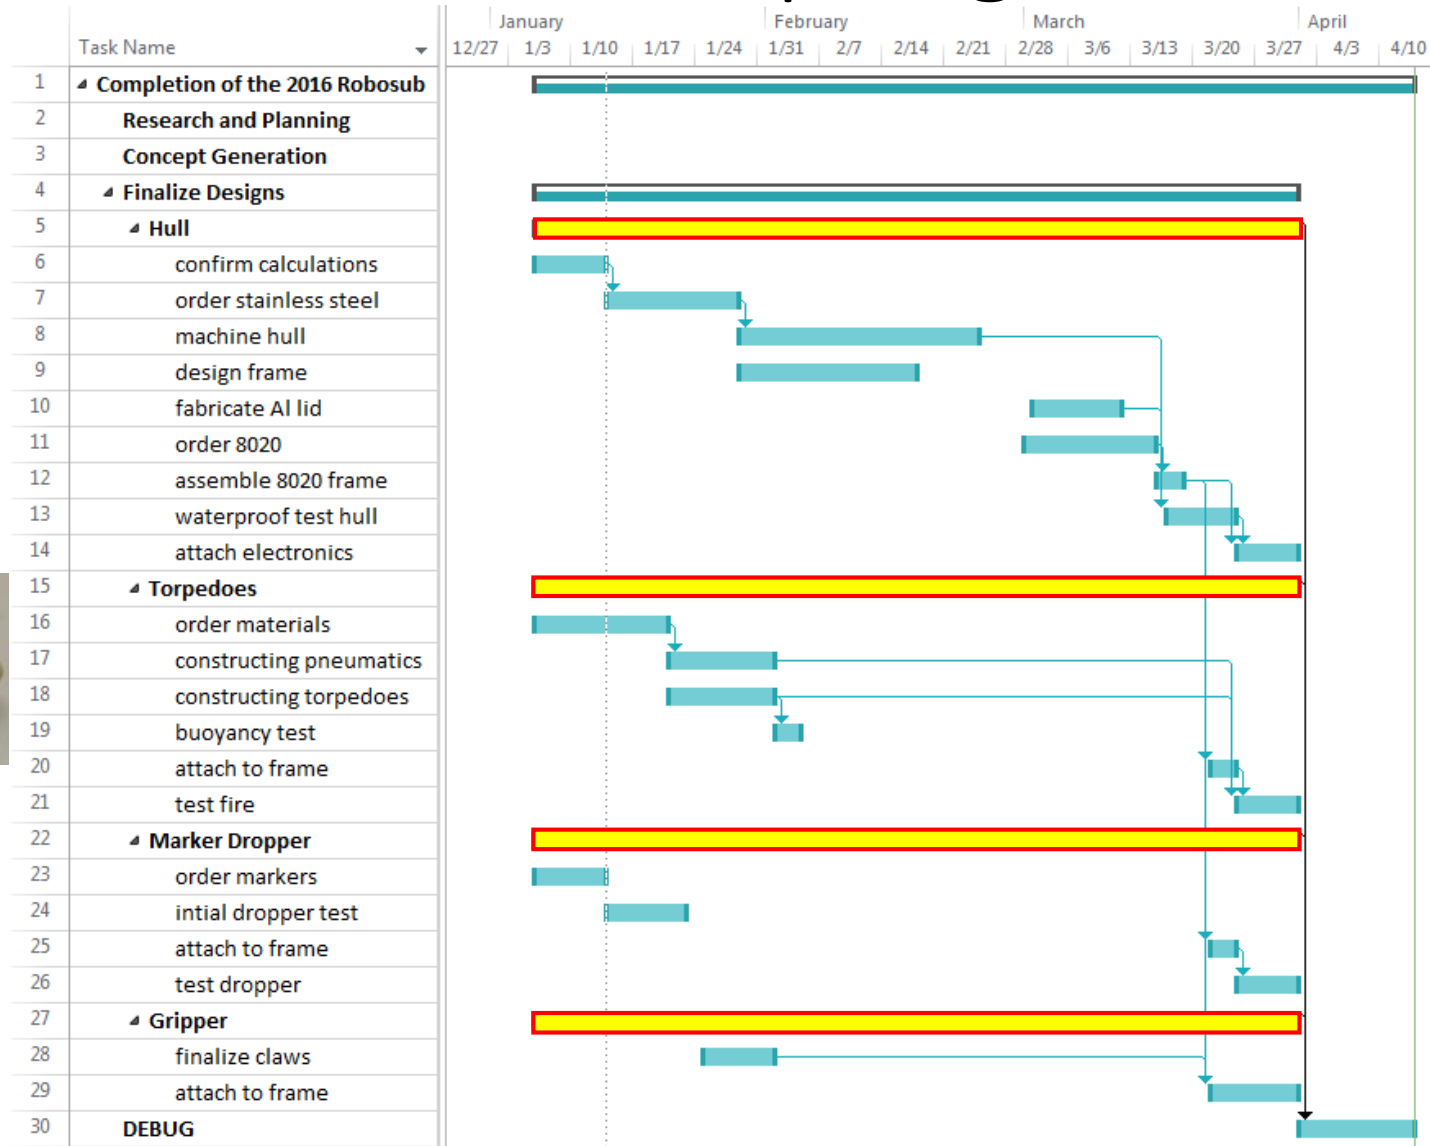 January February March April
Task Name 12/27 1/3 1/10 1/17 1/24 1/31 2/7 2/14 2/21 2/28 3/6 3/13 3/20 3/27 4/3 4/10
1 Completion of the 2016 Robosub
2 Research and Planning
3 Concept Generation
4 Finalize Designs
5 Hull
6 confirm calculations
7 order stainless steel
8 machine hull
9 design frame
10 fabricate Al lid
11 order 8020
12 assemble 8020 frame
13 waterproof test hull
14 attach electronics
15 Torpedoes
16 order materials
17 constructing pneumatics
18 constructing torpedoes
19 buoyancy test
20 attach to frame
21 test fire
22 Marker Dropper
23 order markers
24 intial dropper test
25 attach to frame
26 test dropper
27 Gripper
28 finalize claws
29 attach to frame
30 DEBUG